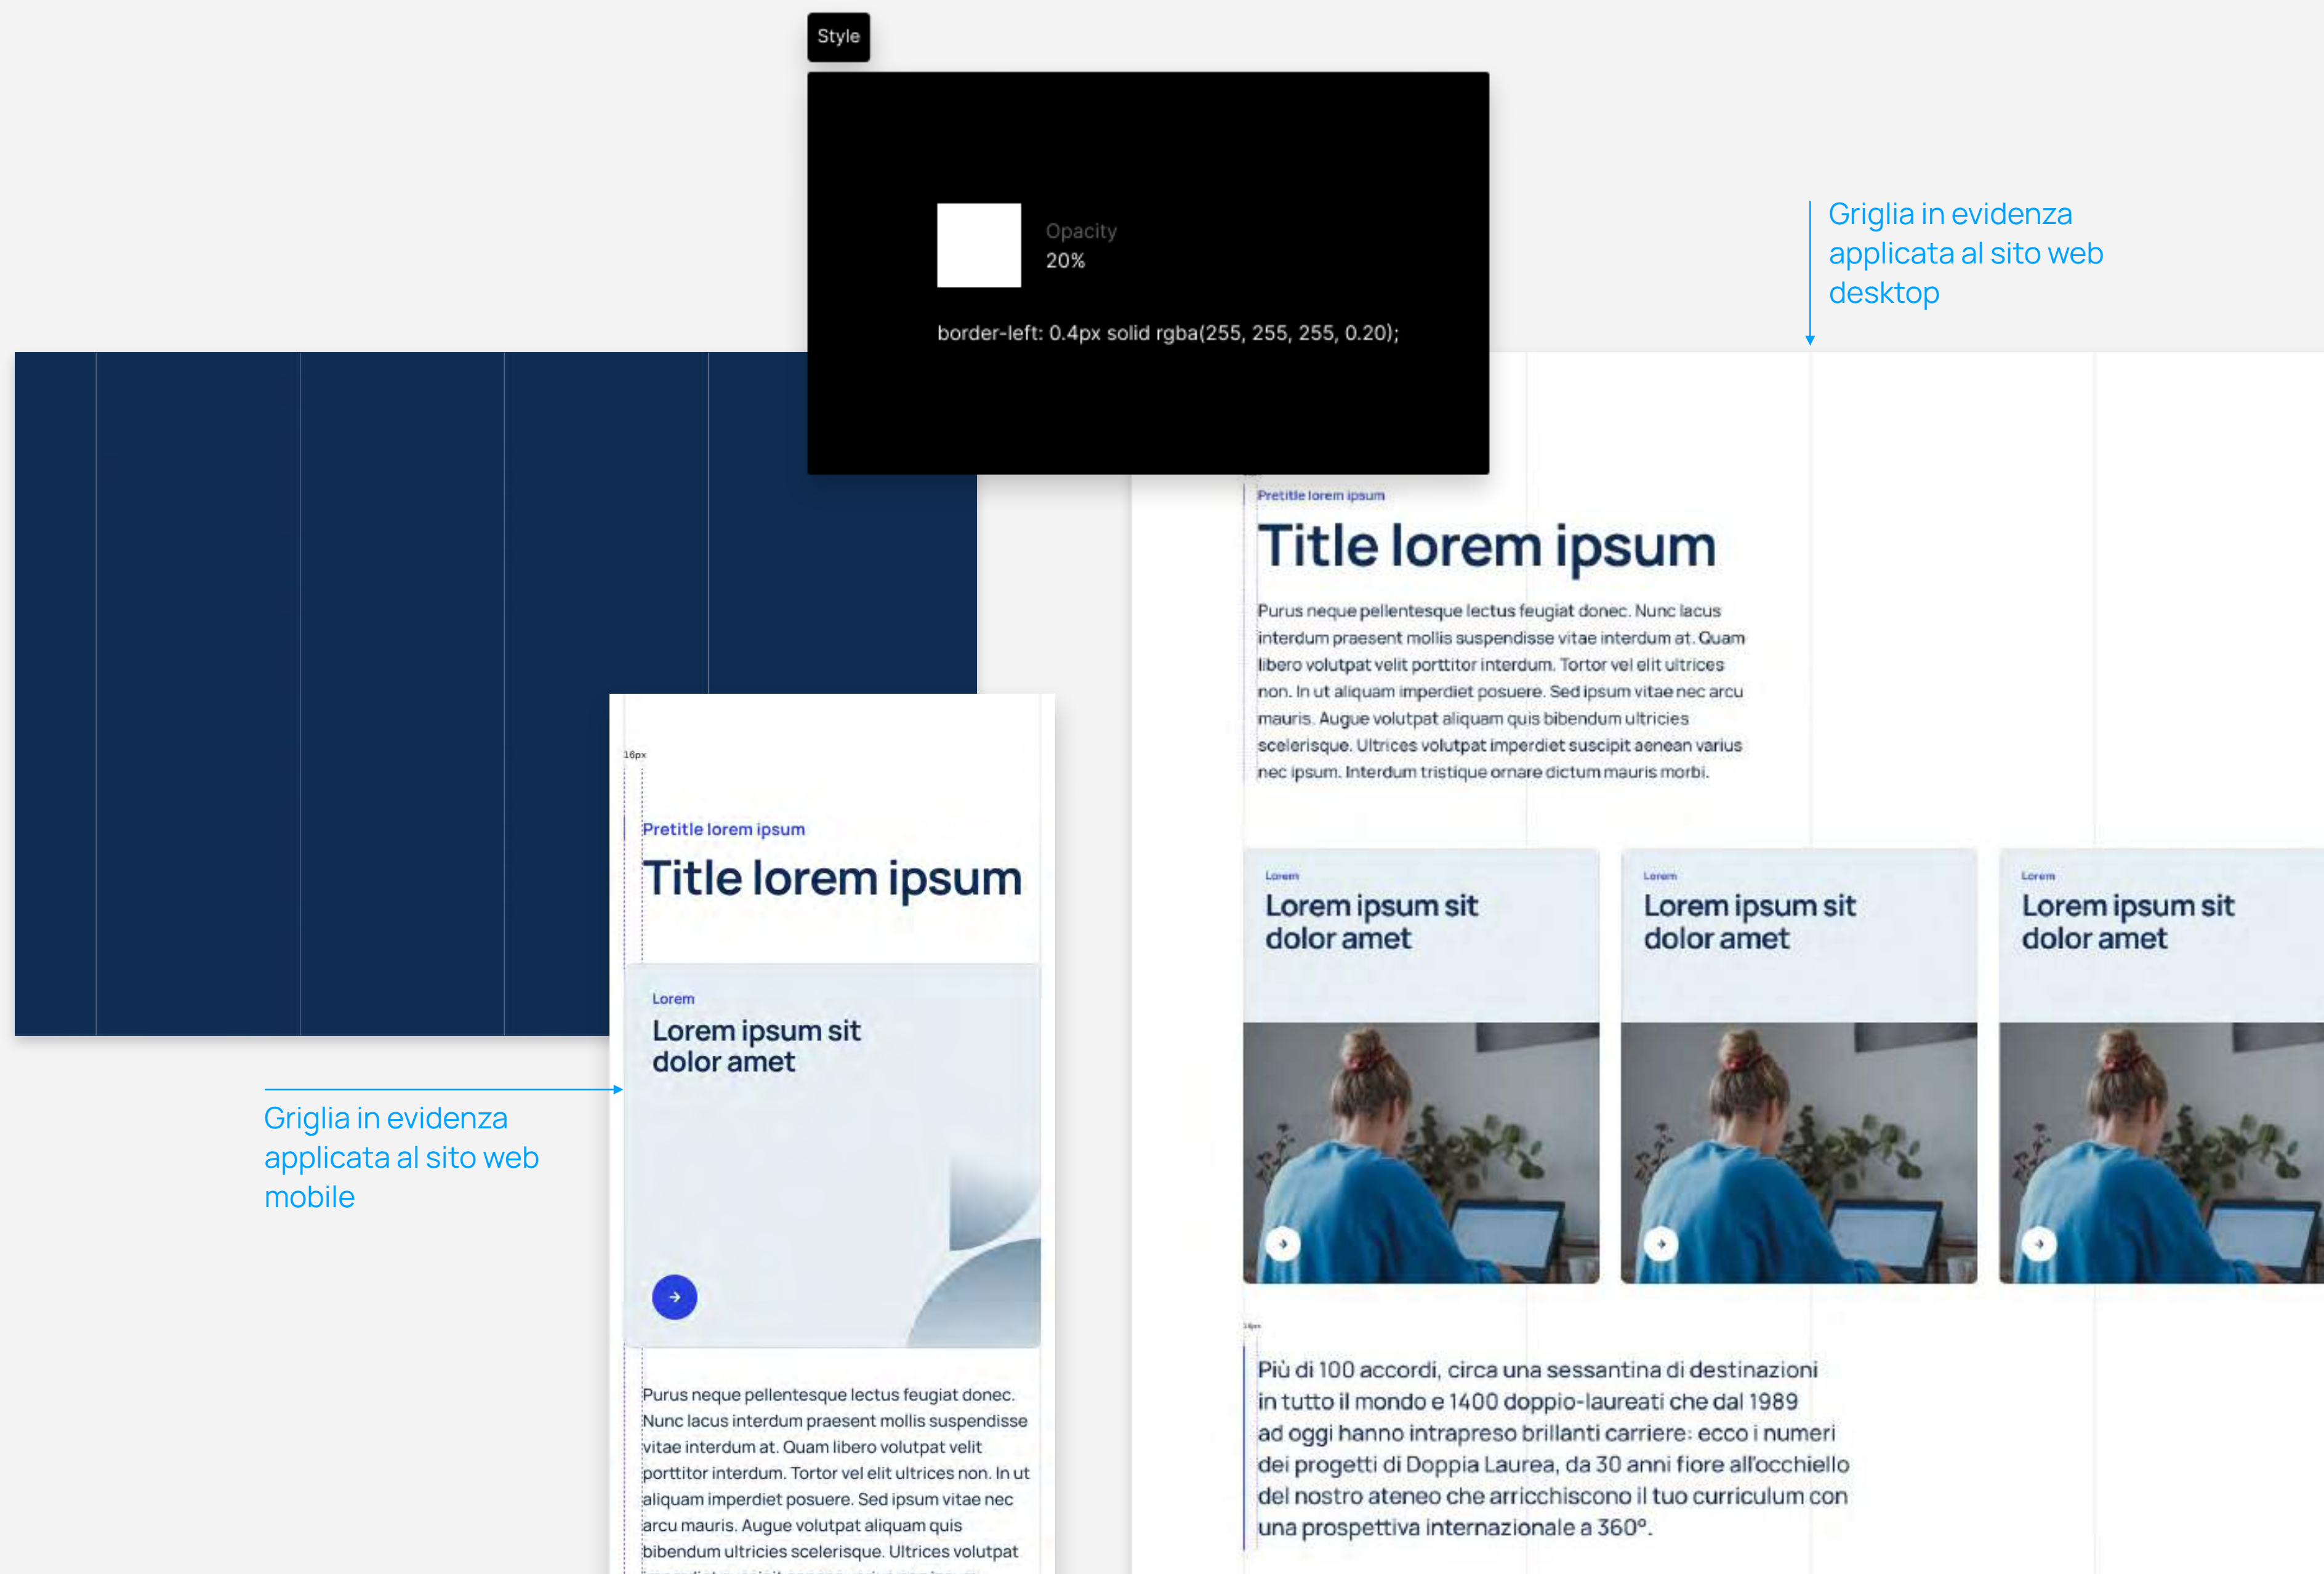 Style
Opacity
20%
border-left: 0.4px solid rgba(255, 255, 255, 0.20);
Griglia in evidenza
applicata al sito web
desktop
Griglia in evidenza
applicata al sito web
mobile
16px
Pretitle lorem ipsum
Title lorem ipsum
Lorem
Lorem ipsum sit
dolor amet
Purus neque pellentesque lectus feugiat donec.
Nunc lacus interdum praesent mollis suspendisse
vitae interdum at. Quam libero volutpat velit
porttitor interdum. Tortor vel elit ultrices non. In ut
aliquam imperdiet posuere. Sed ipsum vitae nec
arcu mauris. Augue volutpat aliquam quis
bibendum ultricies scelerisque. Ultrices volutpat
Pretitle lorem ipsum
Title lorem ipsum
Purus neque pellentesque lectus feugiat donec. Nunc lacus
interdum praesent mollis suspendisse vitae interdum at. Quam
libero volutpat velit porttitor interdum. Tortor vel elit ultrices
non. In ut aliquam imperdiet posuere. Sed ipsum vitae nec arcu
mauris. Augue volutpat aliquam quis bibendum ultricies
scelerisque. Ultrices volutpat imperdiet suscipit aenean varius
nec ipsum. Interdum tristique ornare dictum mauris morbi.
Lorem
Lorem ipsum sit
dolor amet
Lorem
Lorem ipsum sit
dolor amet
Lorem
Lorem ipsum sit
dolor amet
16px
Più di 100 accordi, circa una sessantina di destinazioni
in tutto il mondo e 1400 doppio-laureati che dal 1989
ad oggi hanno intrapreso brillanti carriere: ecco i numeri
dei progetti di Doppia Laurea, da 30 anni fiore all'occhiello
del nostro ateneo che arricchiscono il tuo curriculum con
una prospettiva internazionale a 360°.